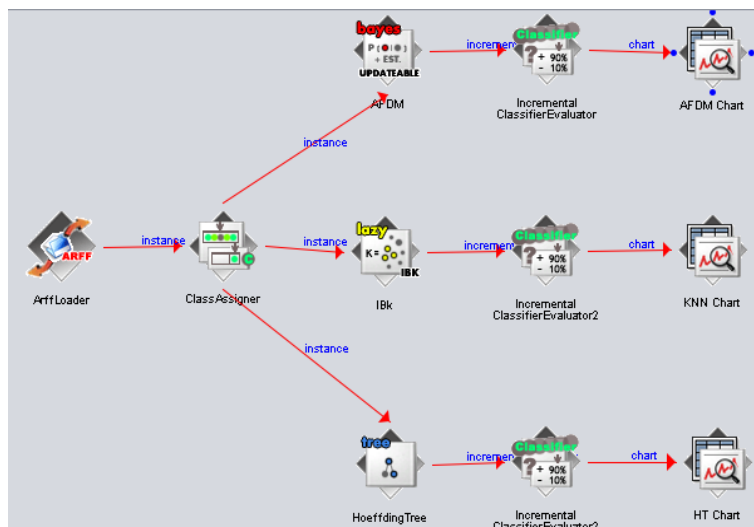 bayes
Classifier
P ( | )
+ EST.
UPDATEABLE
?
+ 90%
- 10%
increment
chart
AFDM
Incremental
ClassifierEvaluator
AFDM Chart
instance
lazy
Classifier
ARFF
instance
C
instance
K=
IBK
increment
?
+ 90%
- 10%
chart
ArffLoader
ClassAssigner
IBk
Incremental
ClassifierEvaluator2
KNN Chart
instance
tree
Classifier
increment
?
+ 90%
- 10%
chart
HoeffdingTree
Incremental
HT Chart